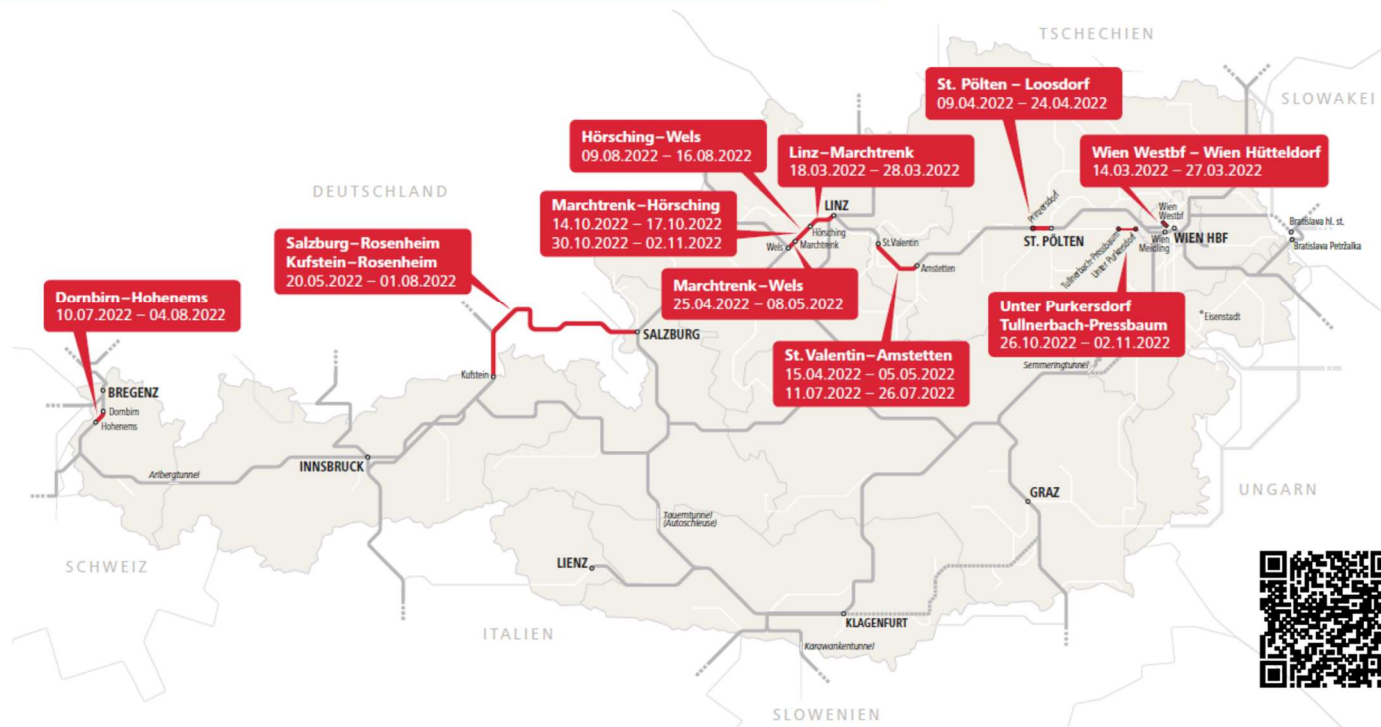 TSCHECHIEN
SLOWAKEI
DEUTSCHLAND
St. Pölten – Loosdorf
09.04.2022 – 24.04.2022
Hörsching–Wels
09.08.2022 – 16.08.2022
Linz–Marchtrenk
18.03.2022 – 28.03.2022
Wien Westbf – Wien Hütteldorf
14.03.2022 – 27.03.2022
Marchtrenk–Hörsching
14.10.2022 – 17.10.2022
30.10.2022 – 02.11.2022
Salzburg–Rosenheim
Kufstein–Rosenheim
20.05.2022 – 01.08.2022
Dornbirn–Hohenems
10.07.2022 – 04.08.2022
Marchtrenk–Wels
25.04.2022 – 08.05.2022
St. Valentin–Amstetten
15.04.2022 – 05.05.2022
11.07.2022 – 26.07.2022
Unter Purkersdorf
Tullnerbach-Pressbaum
26.10.2022 – 02.11.2022
LINZ
Hörsching
Marchtrenk
Wels
St. Valentin
Amstetten
Prinzersdorf
ST. PÖLTEN
Tullnerbach-Pressbaum
Unter Purkersdorf
Wien
Westbf
WIEN HBF
Wien
Meidling
Bratislava hl. st.
Bratislava Petržalka
Eisenstadt
Semmeringtunnel
SALZBURG
Kufstein
BREGENZ
Dornbirn
Hohenems
Arlbergtunnel
INNSBRUCK
Tauerntunnel
(Autoschleuse)
LIENZ
GRAZ
KLAGENFURT
Karawankentunnel
SCHWEIZ
ITALIEN
UNGARN
SLOWENIEN